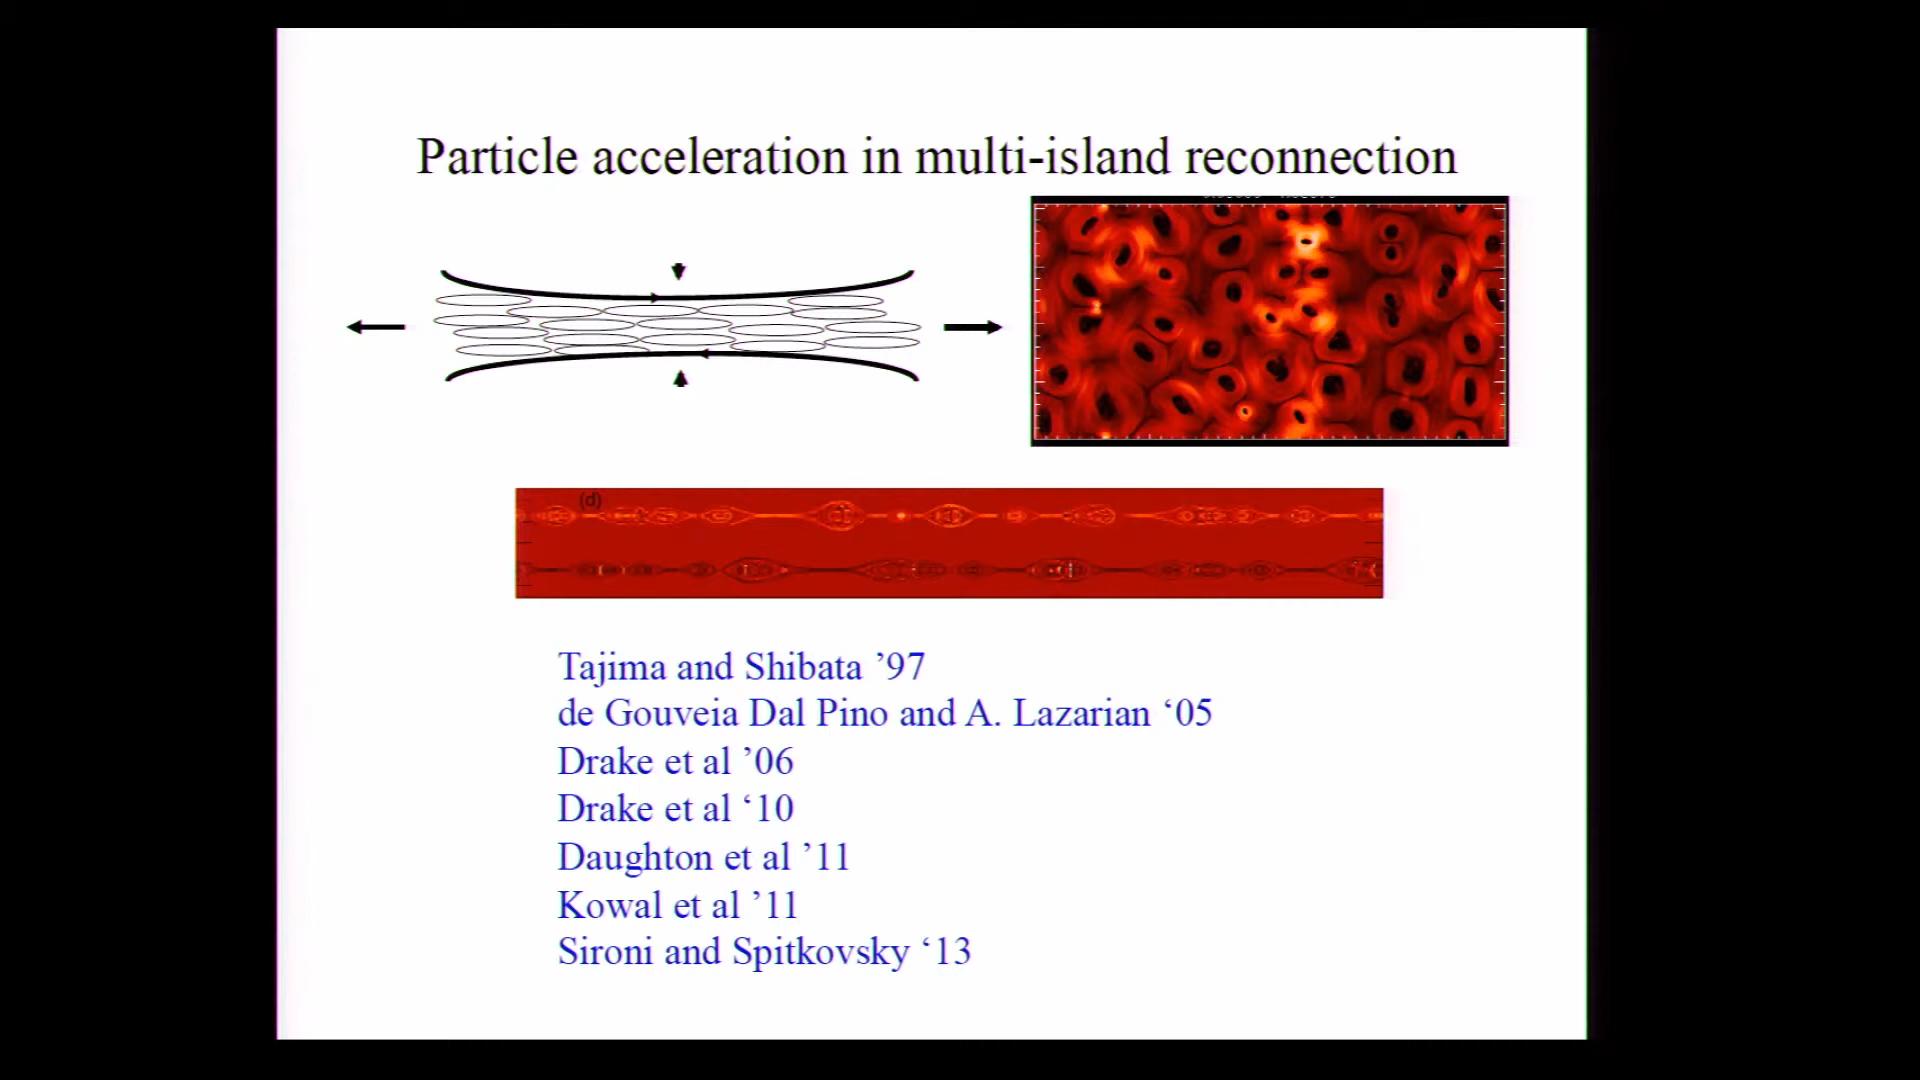 Particle acceleration in multi-island reconnection
(d)
Tajima and Shibata ’97
de Gouveia Dal Pino and A. Lazarian ‘05
Drake et al ’06
Drake et al ‘10
Daughton et al ’11
Kowal et al ’11
Sironi and Spitkovsky ‘13